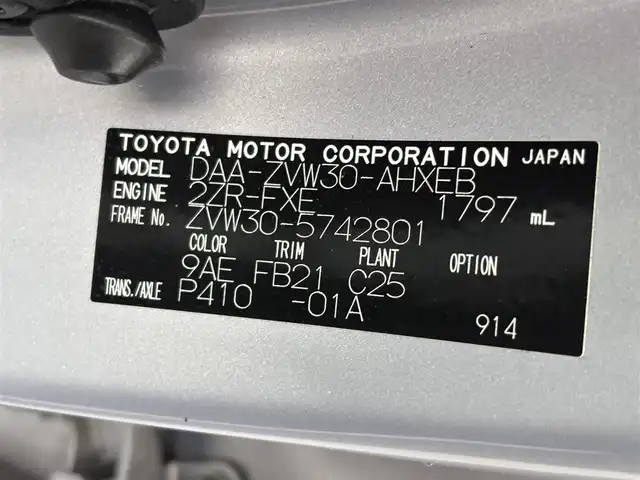 TOYOTA MOTOR CORPORATION JAPAN
MODEL DAA-ZVW30-AHXEB
ENGINE 2ZR-FXE 1797 mL
FRAME No. ZVW30-5742801
COLOR TRIM PLANT OPTION
9AE FB21 C25
TRANS./AXLE P410 -01A
914